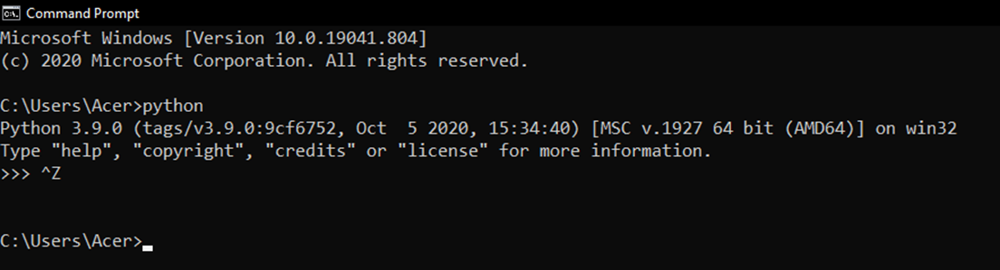 Command Prompt
Microsoft Windows [Version 10.0.19041.804]
(c) 2020 Microsoft Corporation. All rights reserved.
C:\Users\Acer>python
Python 3.9.0 (tags/v3.9.0:9cf6752, Oct  5 2020, 15:34:40) [MSC v.1927 64 bit (AMD64)] on win32
Type "help", "copyright", "credits" or "license" for more information.
>>> ^Z
C:\Users\Acer>